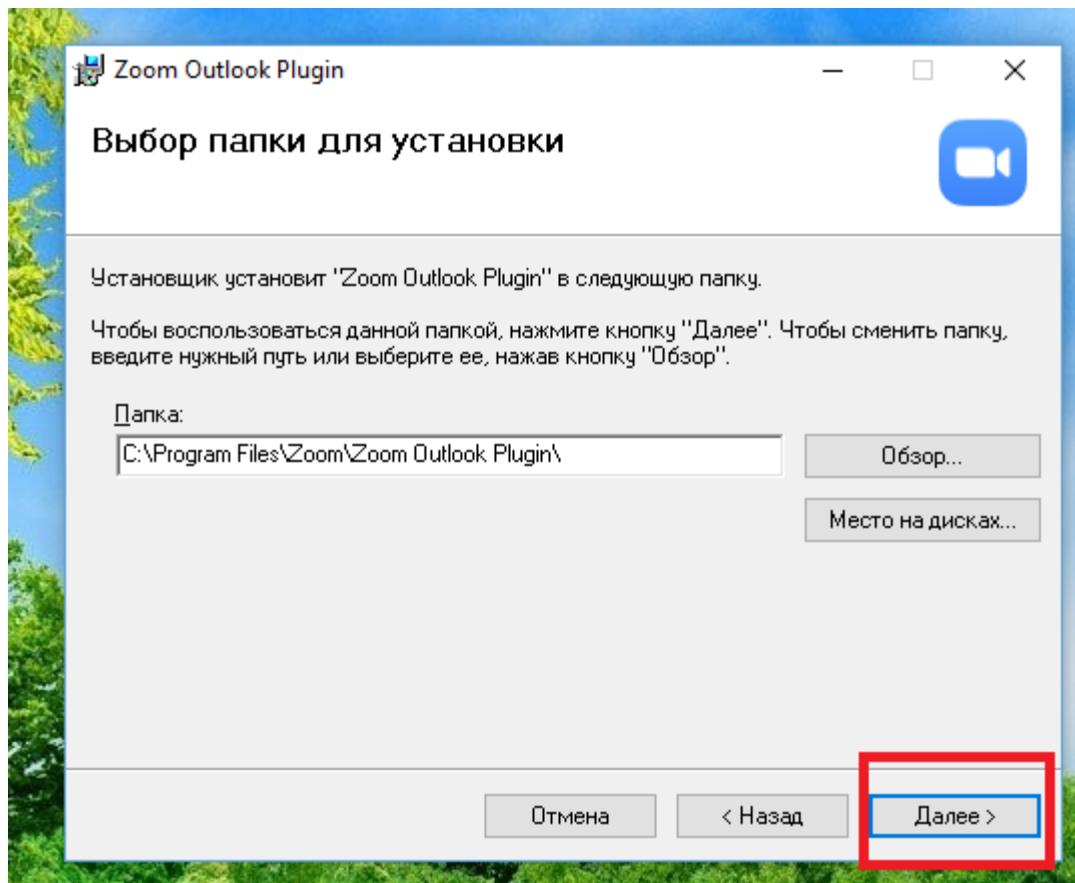 Zoom Outlook Plugin
Выбор папки для установки
Установщик установит "Zoom Outlook Plugin" в следующую папку.
Чтобы воспользоваться данной папкой, нажмите кнопку "Далее". Чтобы сменить папку,
введите нужный путь или выберите ее, нажав кнопку "Обзор".
Папка:
C:\Program Files\Zoom\Zoom Outlook Plugin\
Обзор...
Место на дисках...
Отмена
< Назад
Далее >